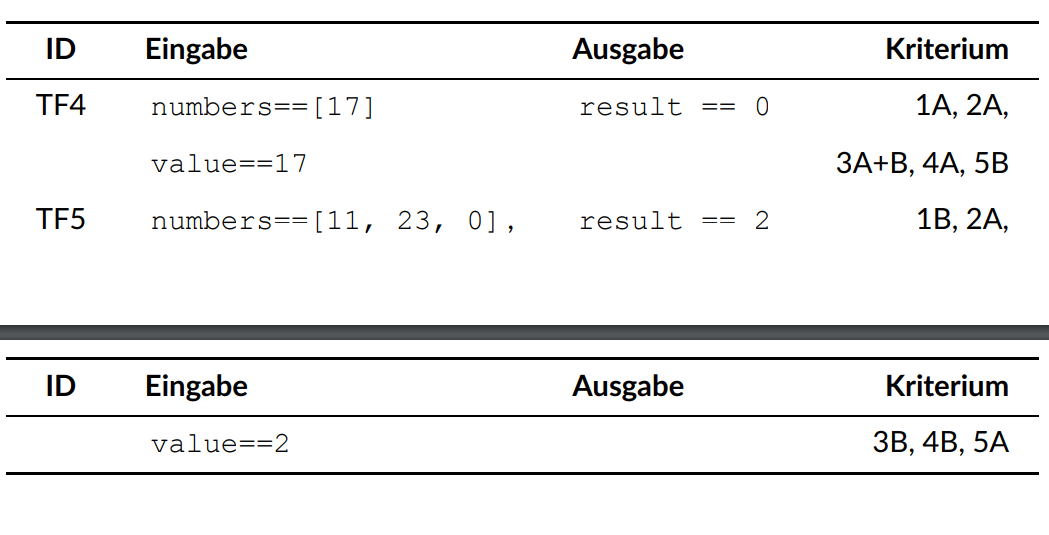 ID Eingabe Ausgabe Kriterium
TF4 numbers==[17] result == 0 1A, 2A,
value==17 3A+B, 4A, 5B
TF5 numbers==[11, 23, 0], result == 2 1B, 2A,
ID Eingabe Ausgabe Kriterium
value==2 3B, 4B, 5A